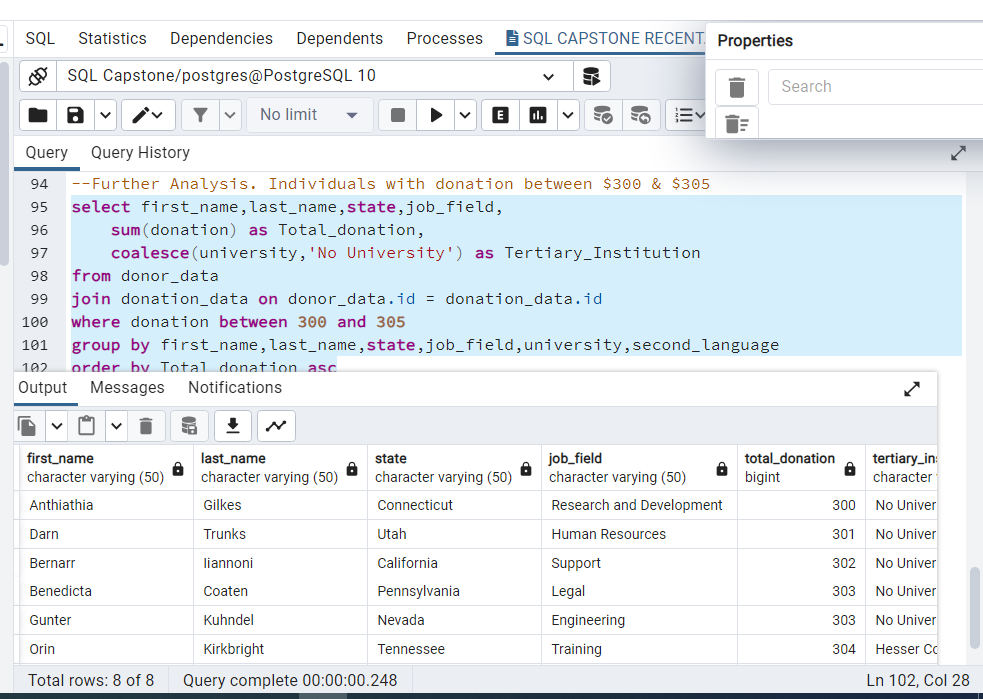 SQL Statistics Dependencies Dependents Processes SQL CAPSTONE RECENT.
Properties
SQL Capstone/postgres@PostgreSQL 10
Search
No limit
E
Query Query History
94 --Further Analysis. Individuals with donation between $300 & $305
95 select first_name,last_name,state,job_field,
96 sum(donation) as Total_donation,
97 coalesce(university,'No University') as Tertiary_Institution
98 from donor_data
99 join donation_data on donor_data.id = donation_data.id
100 where donation between 300 and 305
101 group by first_name,last_name,state,job_field,university,second_language
102 order by Total_donation asc
Output Messages Notifications
first_name last_name state job_field total_donation tertiary_in
character varying (50) character varying (50) character varying (50) character varying (50) bigint character
Anthiathia Gilkes Connecticut Research and Development 300 No Univer
Darn Trunks Utah Human Resources 301 No Univer
Bernarr Iiannoni California Support 302 No Univer
Benedicta Coaten Pennsylvania Legal 303 No Univer
Gunter Kuhndel Nevada Engineering 303 No Univer
Orin Kirkbright Tennessee Training 304 Hesser Co
Total rows: 8 of 8 Query complete 00:00:00.248 Ln 102, Col 28